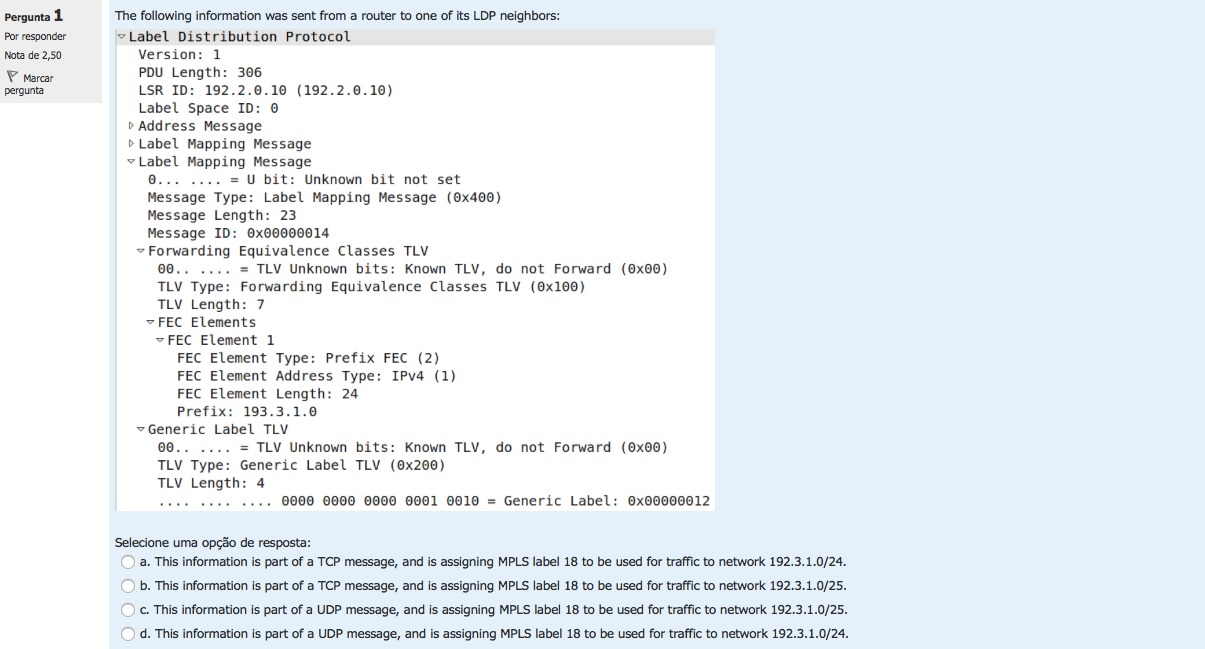 Pergunta 1
Por responder
Nota de 2,50
Marcar
pergunta
The following information was sent from a router to one of its LDP neighbors:
Label Distribution Protocol
Version: 1
PDU Length: 306
LSR ID: 192.2.0.10 (192.2.0.10)
Label Space ID: 0
Address Message
Label Mapping Message
Label Mapping Message
0... .... = U bit: Unknown bit not set
Message Type: Label Mapping Message (0x400)
Message Length: 23
Message ID: 0x00000014
Forwarding Equivalence Classes TLV
00.. .... = TLV Unknown bits: Known TLV, do not Forward (0x00)
TLV Type: Forwarding Equivalence Classes TLV (0x100)
TLV Length: 7
FEC Elements
FEC Element 1
FEC Element Type: Prefix FEC (2)
FEC Element Address Type: IPv4 (1)
FEC Element Length: 24
Prefix: 193.3.1.0
Generic Label TLV
00.. .... = TLV Unknown bits: Known TLV, do not Forward (0x00)
TLV Type: Generic Label TLV (0x200)
TLV Length: 4
.... .... .... 0000 0000 0000 0001 0010 = Generic Label: 0x00000012
Selecione uma opção de resposta:
a. This information is part of a TCP message, and is assigning MPLS label 18 to be used for traffic to network 192.3.1.0/24.
b. This information is part of a TCP message, and is assigning MPLS label 18 to be used for traffic to network 192.3.1.0/25.
c. This information is part of a UDP message, and is assigning MPLS label 18 to be used for traffic to network 192.3.1.0/25.
d. This information is part of a UDP message, and is assigning MPLS label 18 to be used for traffic to network 192.3.1.0/24.